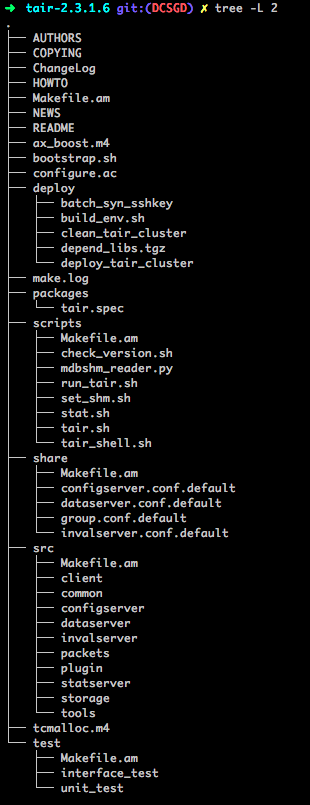 ➜ tair-2.3.1.6 git:(DCSGD) ✗ tree -L 2
.
├── AUTHORS
├── COPYING
├── ChangeLog
├── HOWTO
├── Makefile.am
├── NEWS
├── README
├── ax_boost.m4
├── bootstrap.sh
├── configure.ac
├── deploy
│   ├── batch_syn_sshkey
│   ├── build_env.sh
│   ├── clean_tair_cluster
│   ├── depend_libs.tgz
│   └── deploy_tair_cluster
├── make.log
├── packages
│   └── tair.spec
├── scripts
│   ├── Makefile.am
│   ├── check_version.sh
│   ├── mdbshm_reader.py
│   ├── run_tair.sh
│   ├── set_shm.sh
│   ├── stat.sh
│   ├── tair.sh
│   └── tair_shell.sh
├── share
│   ├── Makefile.am
│   ├── configserver.conf.default
│   ├── dataserver.conf.default
│   ├── group.conf.default
│   └── invalserver.conf.default
├── src
│   ├── Makefile.am
│   ├── client
│   ├── common
│   ├── configserver
│   ├── dataserver
│   ├── invalserver
│   ├── packets
│   ├── plugin
│   ├── statserver
│   ├── storage
│   └── tools
├── tcmalloc.m4
└── test
    ├── Makefile.am
    ├── interface_test
    └── unit_test